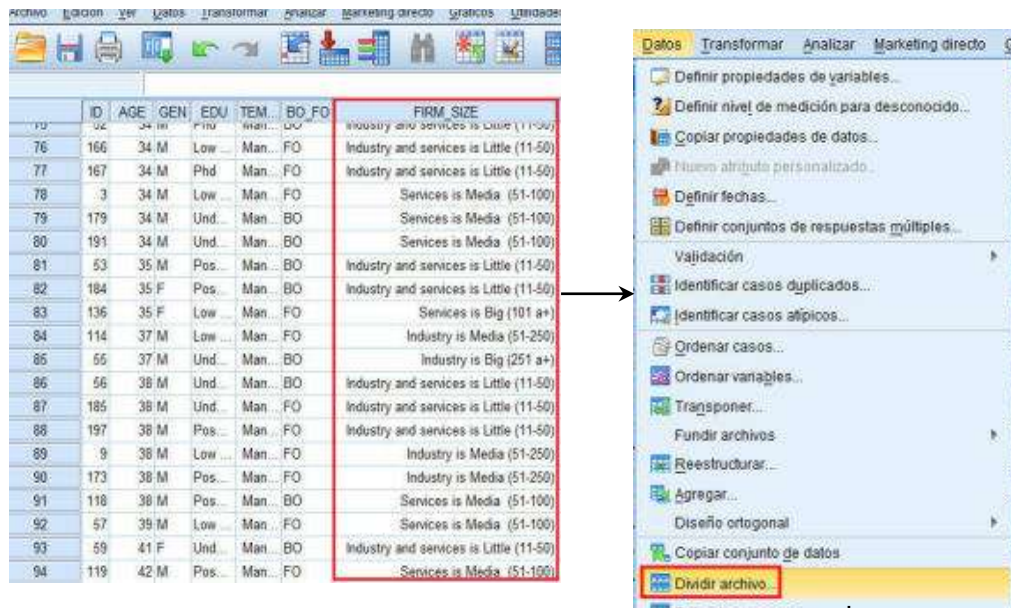 Archivo Edición Ver Datos Transformar Analizar Marketing directo Gráficos
ID AGE GEN EDU TEM... BO_FO FIRM_SIZE
76 166 34 M Low ... Man... FO Industry and services is Little (11-50)
77 167 34 M Phd Man... FO Industry and services is Little (11-50)
78 3 34 M Low ... Man... FO Services is Media (51-100)
79 179 34 M Und... Man... BO Services is Media (51-100)
80 191 34 M Und... Man... BO Services is Media (51-100)
81 53 35 M Pos... Man... BO Industry and services is Little (11-50)
82 184 35 F Pos... Man... BO Industry and services is Little (11-50)
83 136 35 F Low ... Man... FO Services is Big (101 a+)
84 114 37 M Low ... Man... FO Industry is Media (51-250)
85 55 37 M Und... Man... BO Industry is Big (251 a+)
86 56 38 M Und... Man... BO Industry and services is Little (11-50)
87 185 38 M Und... Man... FO Industry and services is Little (11-50)
88 197 38 M Pos... Man... FO Industry and services is Little (11-50)
89 9 38 M Low ... Man... FO Industry is Media (51-250)
90 173 38 M Pos... Man... FO Industry is Media (51-250)
91 118 38 M Pos... Man... BO Services is Media (51-100)
92 57 39 M Low ... Man... FO Services is Media (51-100)
93 59 41 F Und... Man... BO Industry and services is Little (11-50)
94 119 42 M Pos... Man... FO Services is Media (51-100)
Datos Transformar Analizar Marketing directo
Definir propiedades de variables...
Definir nivel de medición para desconocido...
Copiar propiedades de datos...
Nuevo atributo personalizado...
Definir fechas...
Definir conjuntos de respuestas múltiples...
Validación
Identificar casos duplicados...
Identificar casos atípicos...
Ordenar casos...
Ordenar variables...
Transponer...
Fundir archivos
Reestructurar...
Agregar...
Diseño ortogonal
Copiar conjunto de datos
Dividir archivo...